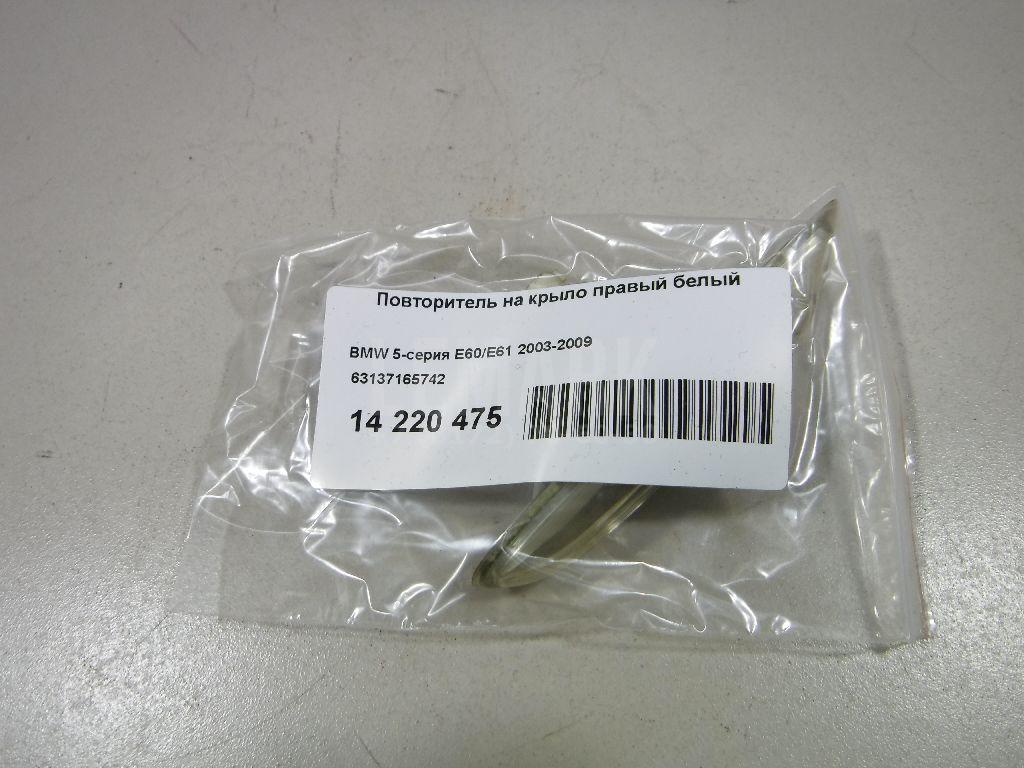 Повторитель на крыло правый белый
BMW 5-серия E60/E61 2003-2009
63137165742
14 220 475